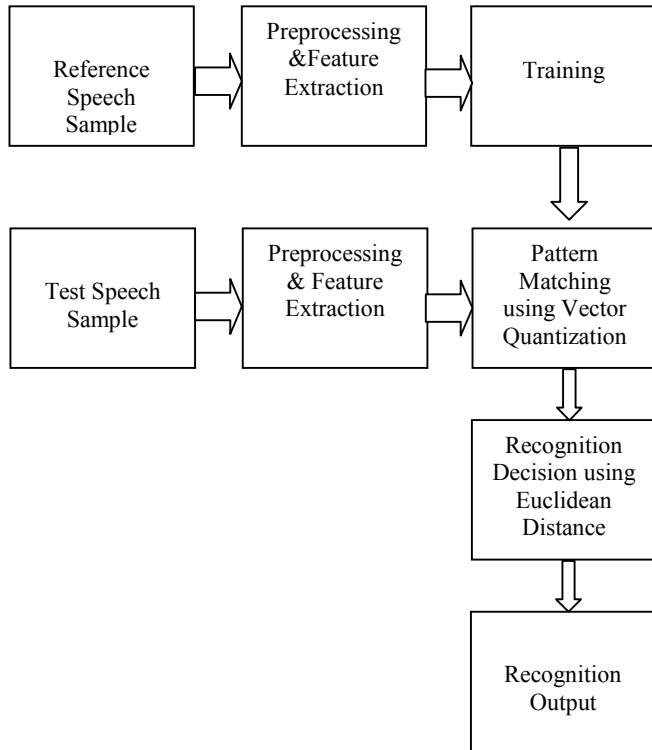 Reference
Speech
Sample
Preprocessing
&Feature
Extraction
Training
Test Speech
Sample
Preprocessing
& Feature
Extraction
Pattern
Matching
using Vector
Quantization
Recognition
Decision using
Euclidean
Distance
Recognition
Output